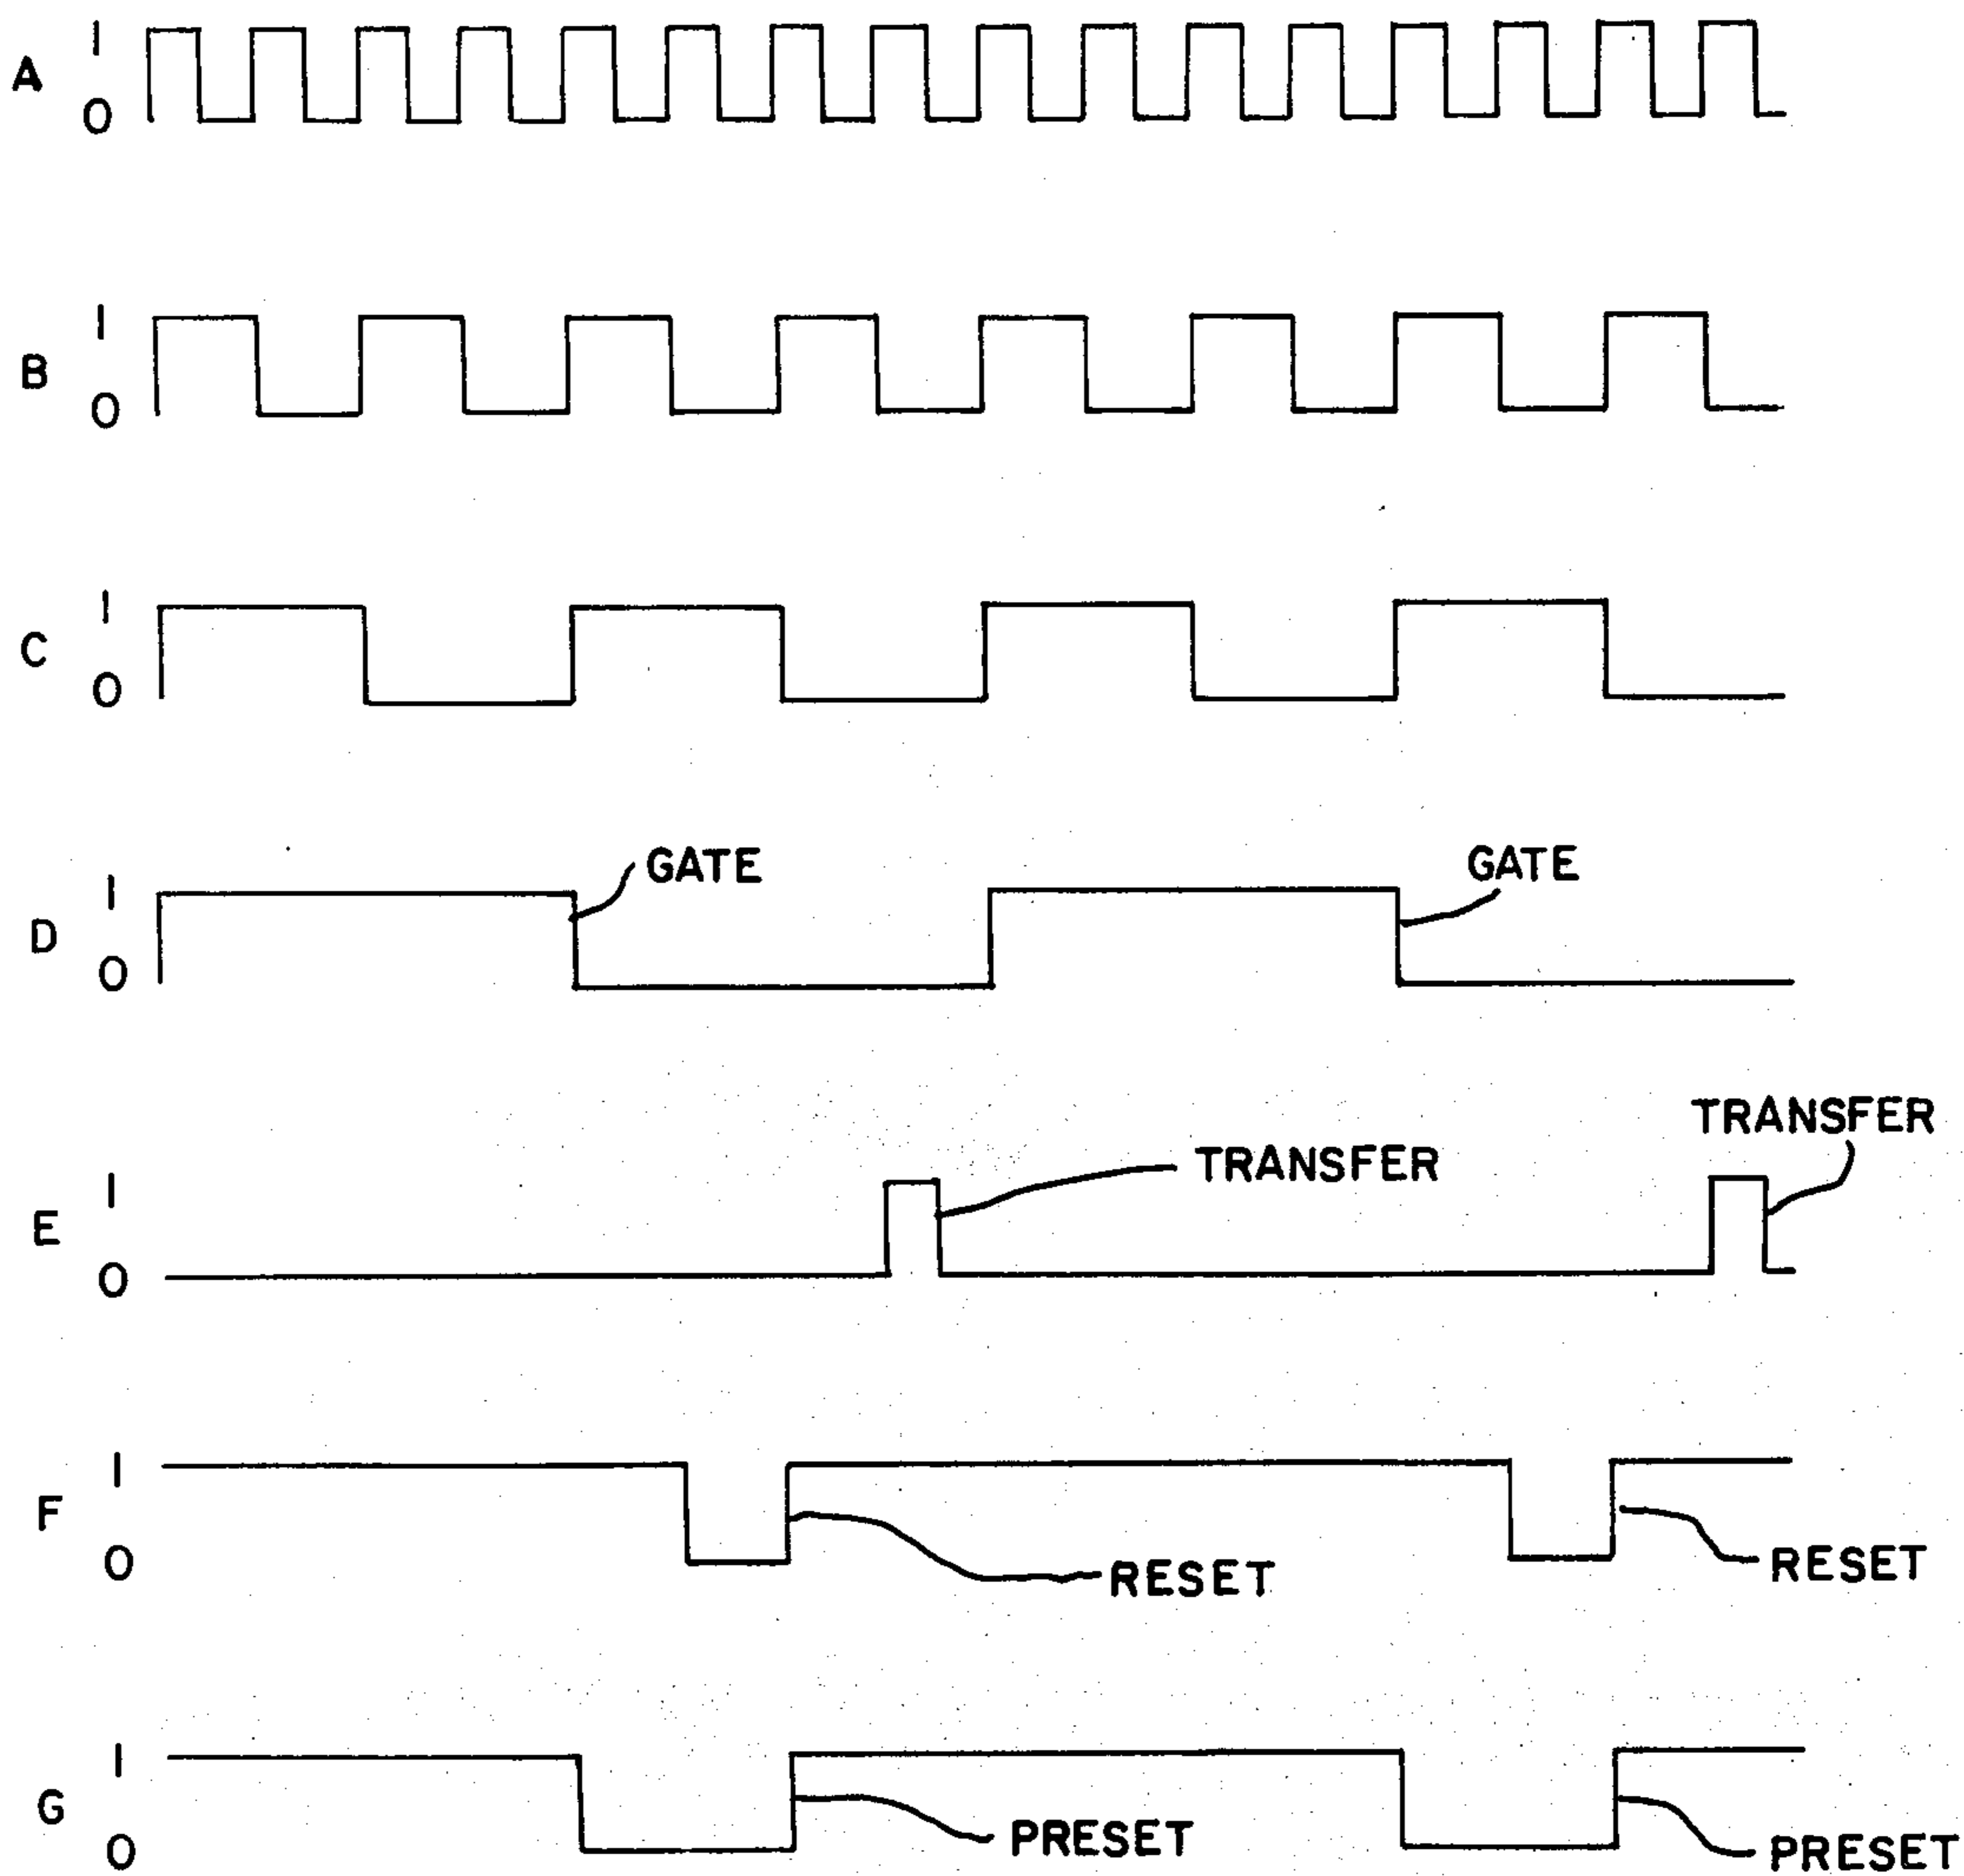 1
A
0
1
B
0
1
C
0
GATE
GATE
1
D
0
TRANSFER
TRANSFER
1
E
0
1
F
0
RESET
RESET
1
G
0
PRESET
PRESET